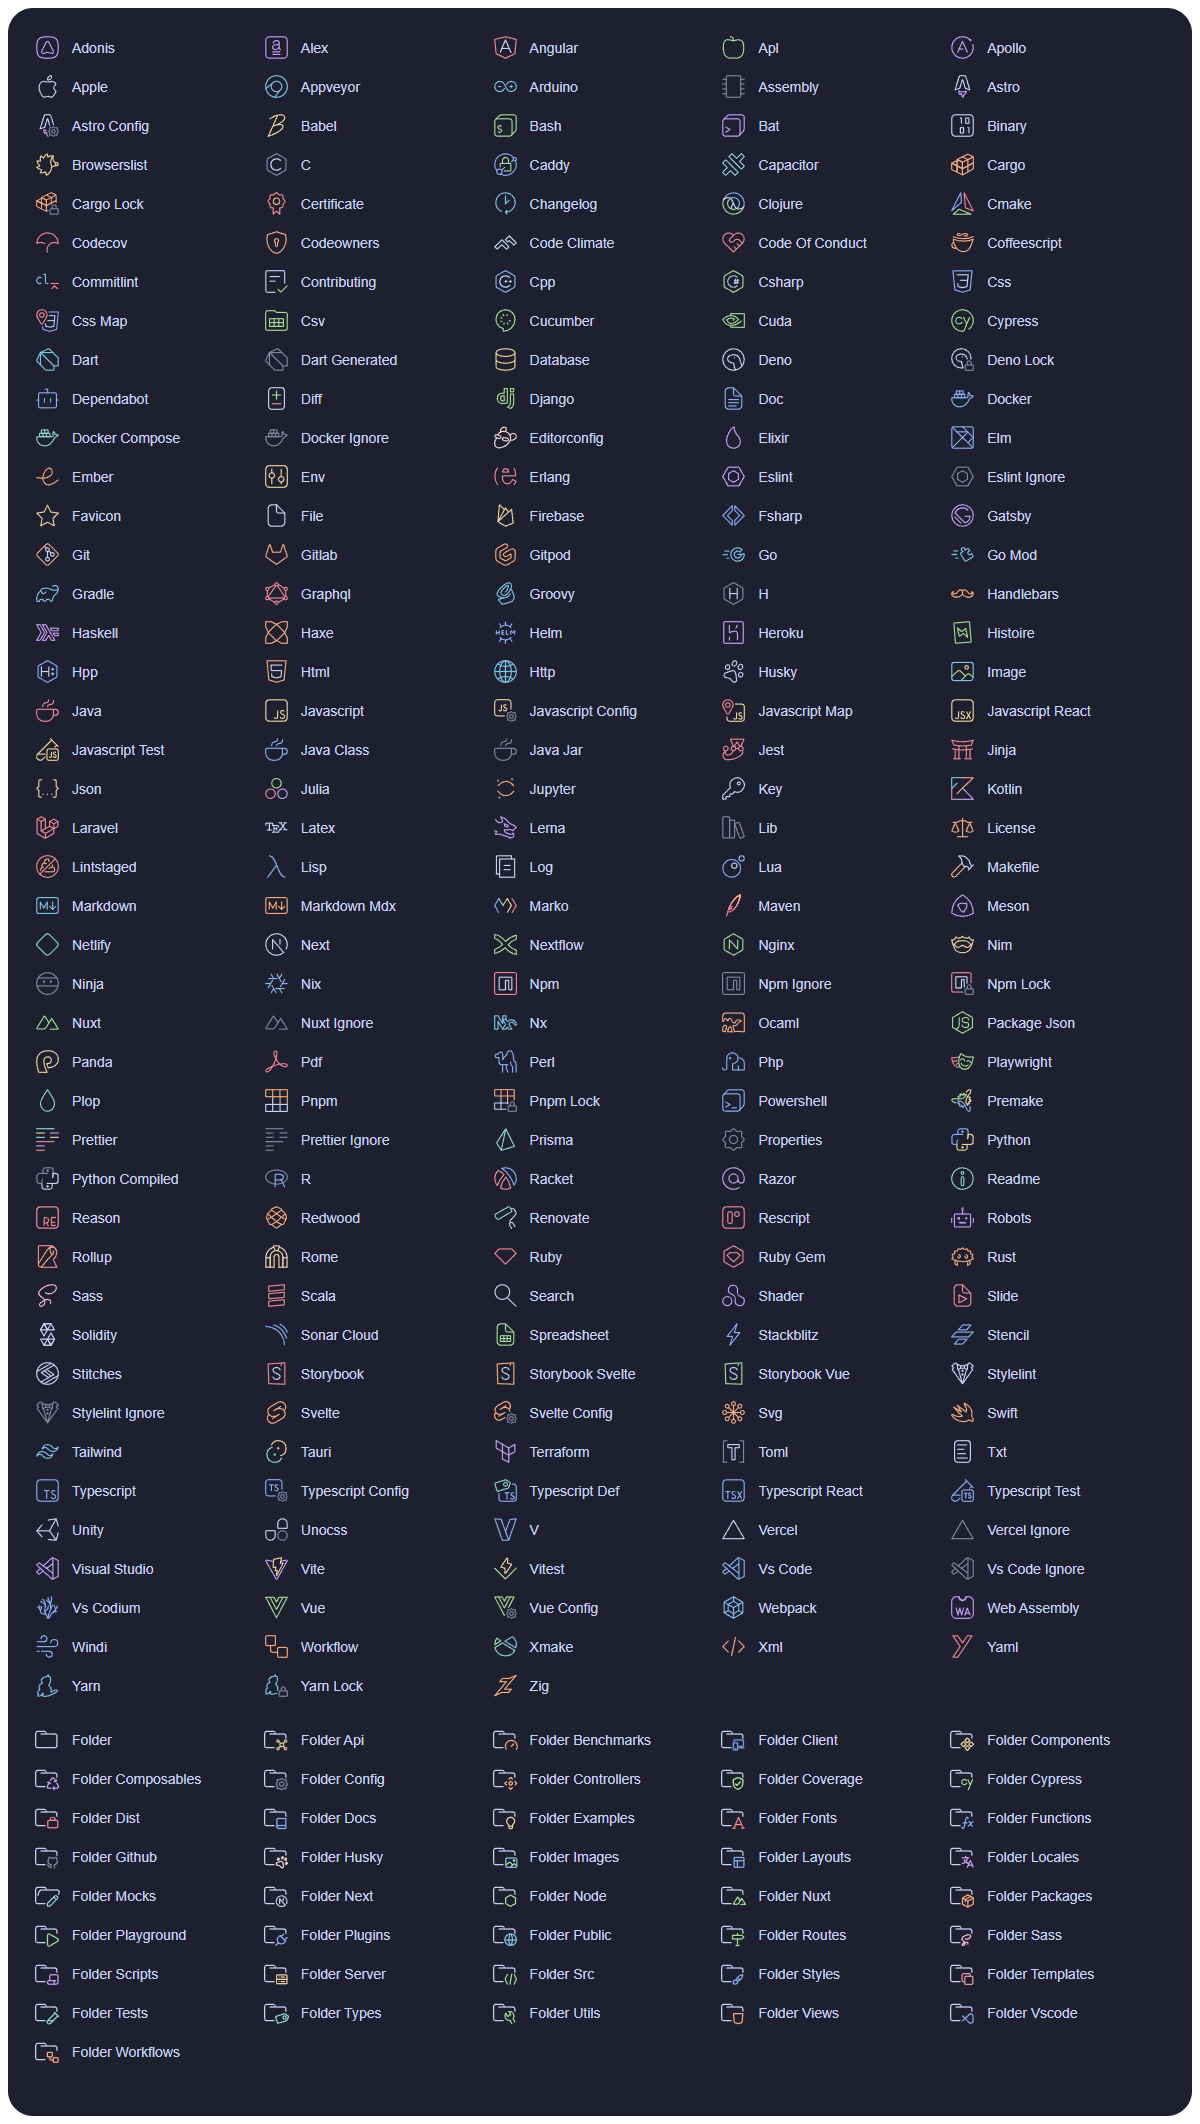 Adonis Alex Angular Apl Apollo
Apple Appveyor Arduino Assembly Astro
Astro Config Babel Bash Bat Binary
Browserslist C Caddy Capacitor Cargo
Cargo Lock Certificate Changelog Clojure Cmake
Codecov Codeowners Code Climate Code Of Conduct Coffeescript
Commitlint Contributing Cpp Csharp Css
Css Map Csv Cucumber Cuda Cypress
Dart Dart Generated Database Deno Deno Lock
Dependabot Diff Django Doc Docker
Docker Compose Docker Ignore Editorconfig Elixir Elm
Ember Env Erlang Eslint Eslint Ignore
Favicon File Firebase Fsharp Gatsby
Git Gitlab Gitpod Go Go Mod
Gradle Graphql Groovy H Handlebars
Haskell Haxe Helm Heroku Histoire
Hpp Html Http Husky Image
Java Javascript Javascript Config Javascript Map Javascript React
Javascript Test Java Class Java Jar Jest Jinja
Json Julia Jupyter Key Kotlin
Laravel Latex Lerna Lib License
Lintstaged Lisp Log Lua Makefile
Markdown Markdown Mdx Marko Maven Meson
Netlify Next Nextflow Nginx Nim
Ninja Nix Npm Npm Ignore Npm Lock
Nuxt Nuxt Ignore Nx Ocaml Package Json
Panda Pdf Perl Php Playwright
Plop Pnpm Pnpm Lock Powershell Premake
Prettier Prettier Ignore Prisma Properties Python
Python Compiled R Racket Razor Readme
Reason Redwood Renovate Rescript Robots
Rollup Rome Ruby Ruby Gem Rust
Sass Scala Search Shader Slide
Solidity Sonar Cloud Spreadsheet Stackblitz Stencil
Stitches Storybook Storybook Svelte Storybook Vue Stylelint
Stylelint Ignore Svelte Svelte Config Svg Swift
Tailwind Tauri Terraform Toml Txt
Typescript Typescript Config Typescript Def Typescript React Typescript Test
Unity Unocss V Vercel Vercel Ignore
Visual Studio Vite Vitest Vs Code Vs Code Ignore
Vs Codium Vue Vue Config Webpack Web Assembly
Windi Workflow Xmake Xml Yaml
Yarn Yarn Lock Zig
Folder Folder Api Folder Benchmarks Folder Client Folder Components
Folder Composables Folder Config Folder Controllers Folder Coverage Folder Cypress
Folder Dist Folder Docs Folder Examples Folder Fonts Folder Functions
Folder Github Folder Husky Folder Images Folder Layouts Folder Locales
Folder Mocks Folder Next Folder Node Folder Nuxt Folder Packages
Folder Playground Folder Plugins Folder Public Folder Routes Folder Sass
Folder Scripts Folder Server Folder Src Folder Styles Folder Templates
Folder Tests Folder Types Folder Utils Folder Views Folder Vscode
Folder Workflows